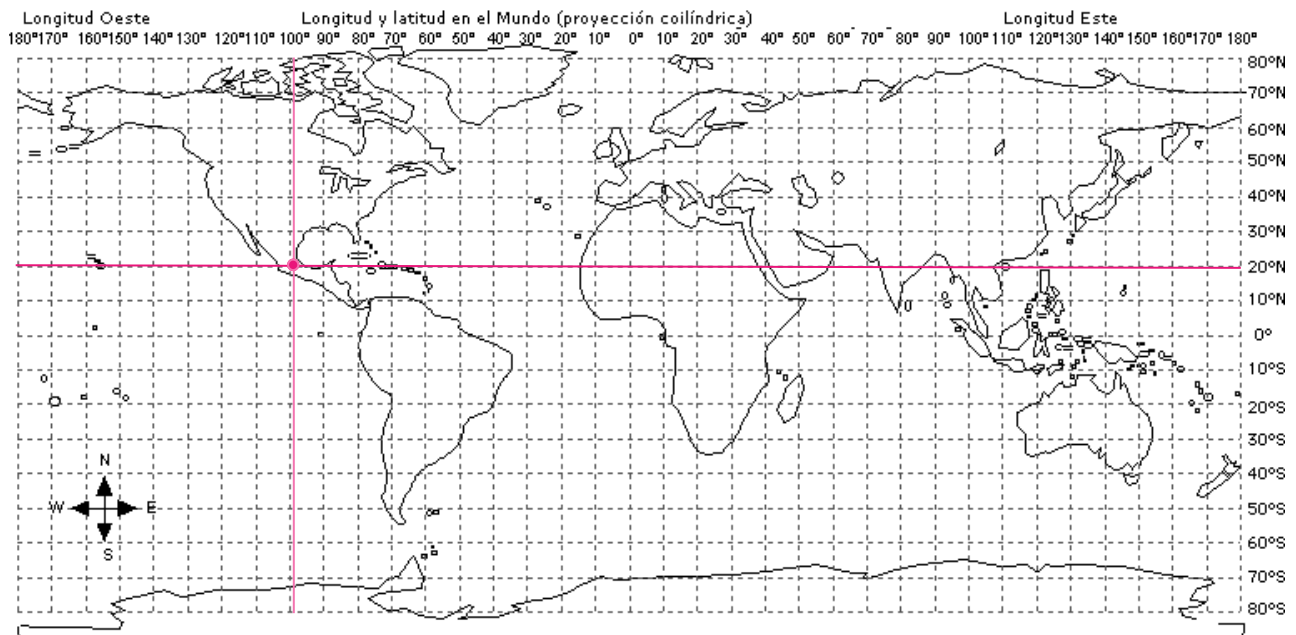 Longitud Oeste Longitud y latitud en el Mundo (proyección coilíndrica) Longitud Este
180° 170° 160° 150° 140° 130° 120° 110° 100° 90° 80° 70° 60° 50° 40° 30° 20° 10° 0° 10° 20° 30° 40° 50° 60° 70° 80° 90° 100° 110° 120° 130° 140° 150° 160° 170° 180°
80°N
70°N
60°N
50°N
40°N
30°N
20°N
10°N
0°
10°S
20°S
30°S
40°S
N
W E
50°S
S
60°S
70°S
80°S